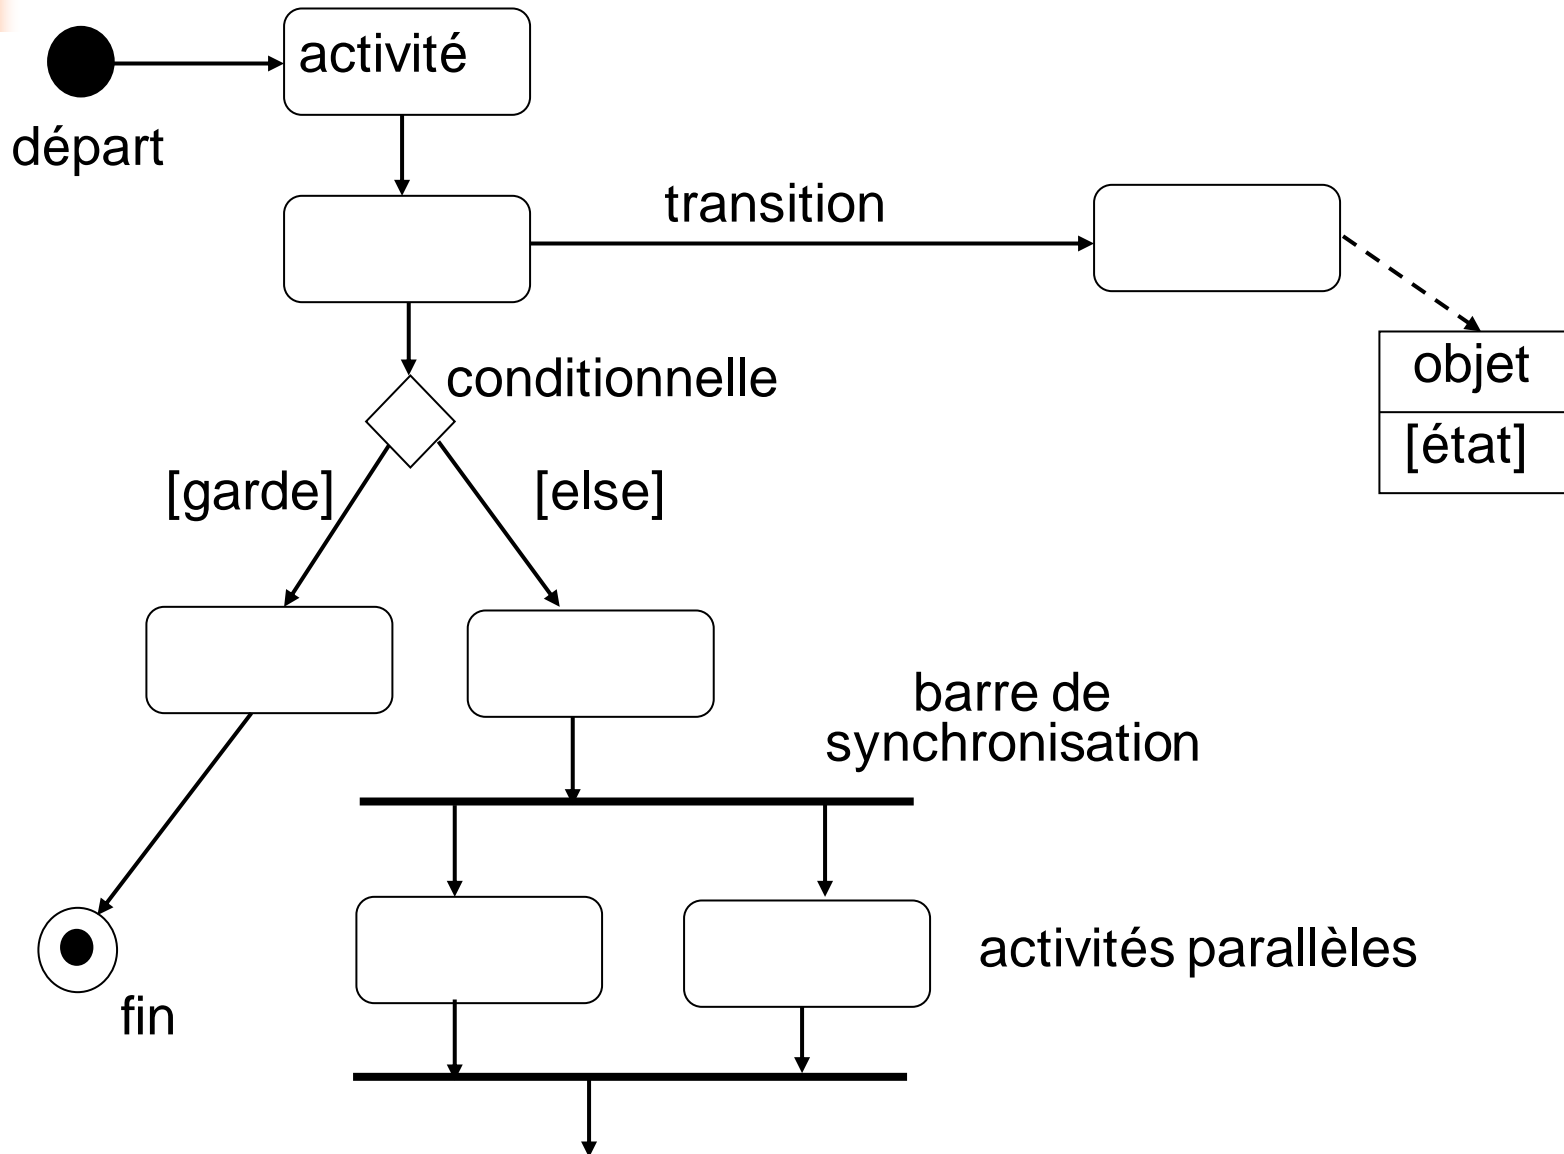 activité
départ
transition
conditionnelle
objet
[état]
[garde]
[else]
barre de
synchronisation
activités parallèles
fin